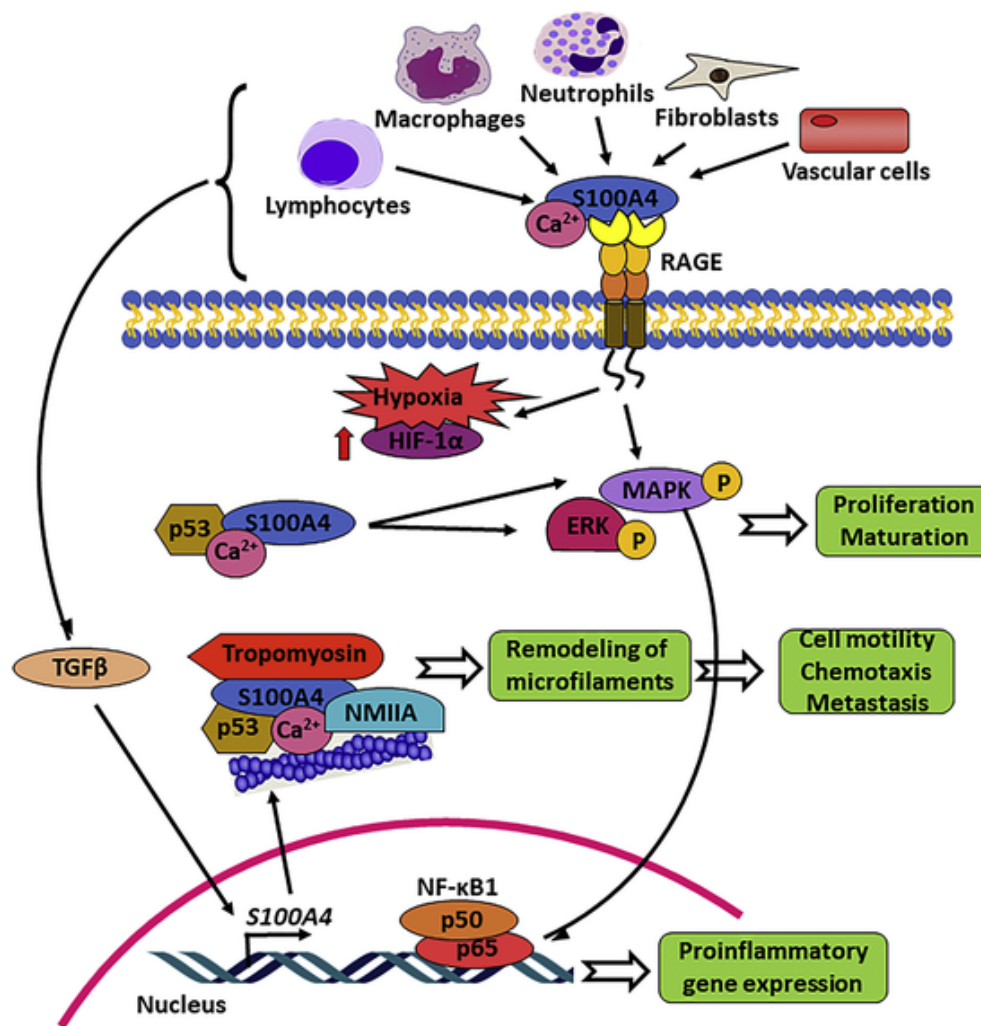 Macrophages
Neutrophils
Fibroblasts
Vascular cells
Lymphocytes
S100A4
Ca²⁺
RAGE
Hypoxia
HIF-1α
MAPK
P
ERK
P
p53
S100A4
Ca²⁺
Proliferation
Maturation
TGFβ
Tropomyosin
S100A4
p53
Ca²⁺
NMIIA
Remodeling of
microfilaments
Cell motility
Chemotaxis
Metastasis
S100A4
NF-κB1
p50
p65
Nucleus
Proinflammatory
gene expression